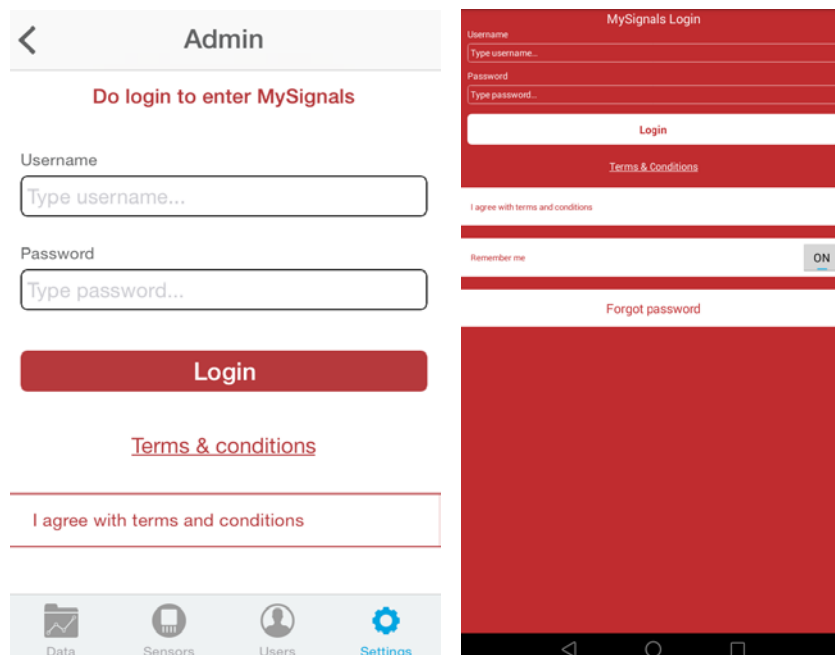 Admin
Do login to enter MySignals
Username
Type username...
Password
Type password...
Login
Terms & conditions
I agree with terms and conditions
Data Sensors Users Settings
MySignals Login
Username
Type username...
Password
Type password...
Login
Terms & Conditions
I agree with terms and conditions
Remember me ON
Forgot password